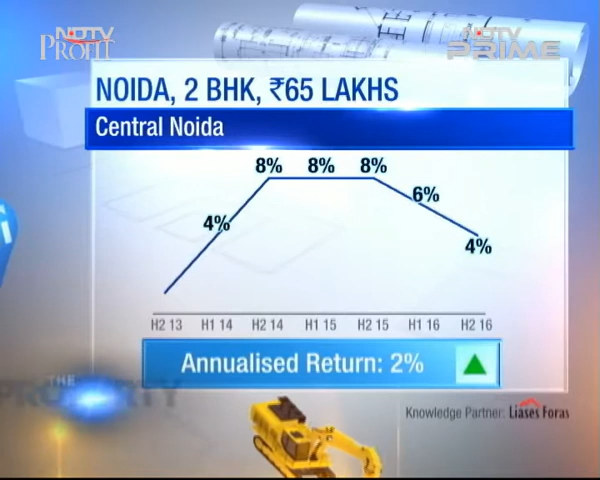 NDTV
PROFIT
NDTV
PRIME
NOIDA, 2 BHK, ₹65 LAKHS
Central Noida
8% 8% 8%
6%
4%
4%
H2 13 H1 14 H2 14 H1 15 H2 15 H1 16 H2 16
Annualised Return: 2%
THE
PROPERTY
Knowledge Partner: Liases Foras